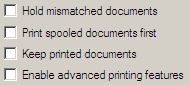 Hold mismatched documents
Print spooled documents first
Keep printed documents
Enable advanced printing features